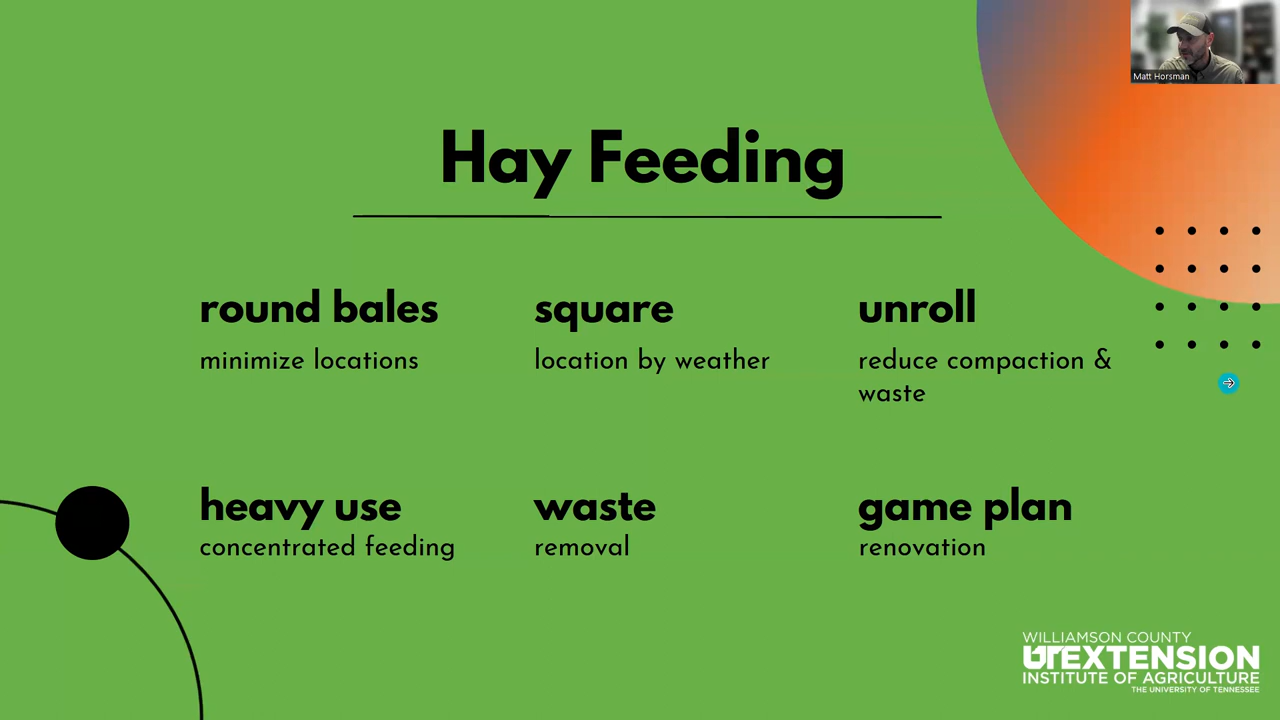 Matt Horsman
Hay Feeding
round bales
minimize locations
square
location by weather
unroll
reduce compaction &
waste
heavy use
concentrated feeding
waste
removal
game plan
renovation
WILLIAMSON COUNTY
UTEXTENSION
INSTITUTE OF AGRICULTURE
THE UNIVERSITY OF TENNESSEE